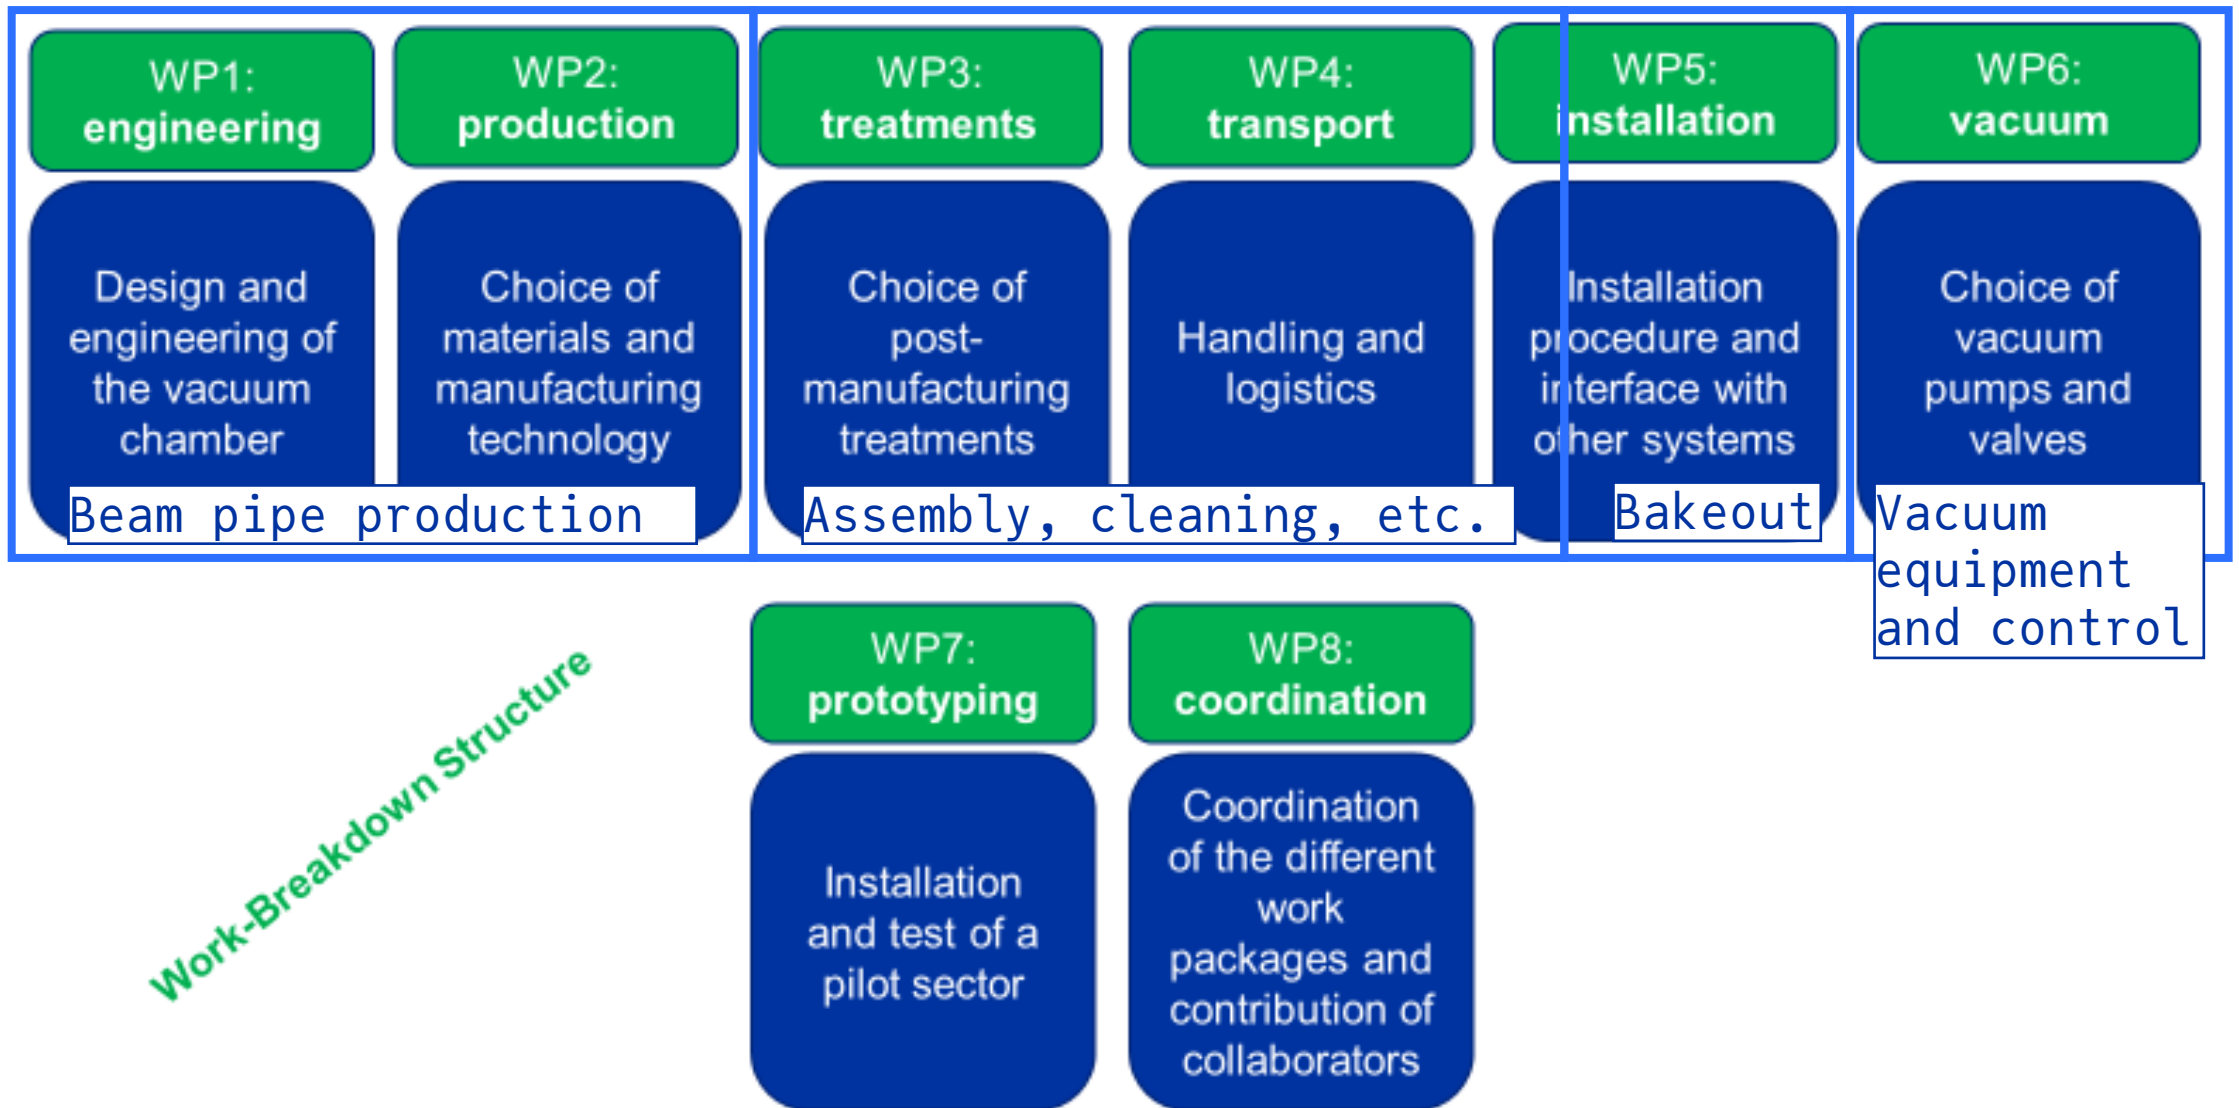 WP1:
engineering
WP2:
production
WP3:
treatments
WP4:
transport
WP5:
installation
WP6:
vacuum
Design and
engineering of
the vacuum
chamber
Choice of
materials and
manufacturing
technology
Choice of
post-
manufacturing
treatments
Handling and
logistics
Installation
procedure and
interface with
other systems
Choice of
vacuum
pumps and
valves
Beam pipe production
Assembly, cleaning, etc.
Bakeout
Vacuum
equipment
and control
Work-Breakdown Structure
WP7:
prototyping
WP8:
coordination
Installation
and test of a
pilot sector
Coordination
of the different
work
packages and
contribution of
collaborators